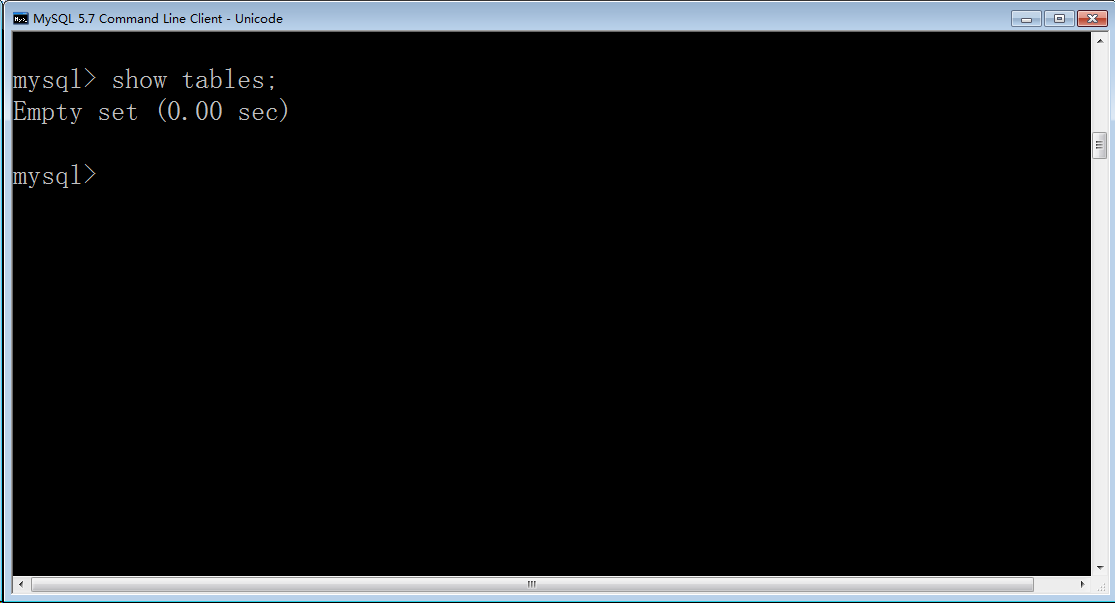 MySQL 5.7 Command Line Client - Unicode
mysql> show tables;
Empty set (0.00 sec)
mysql>